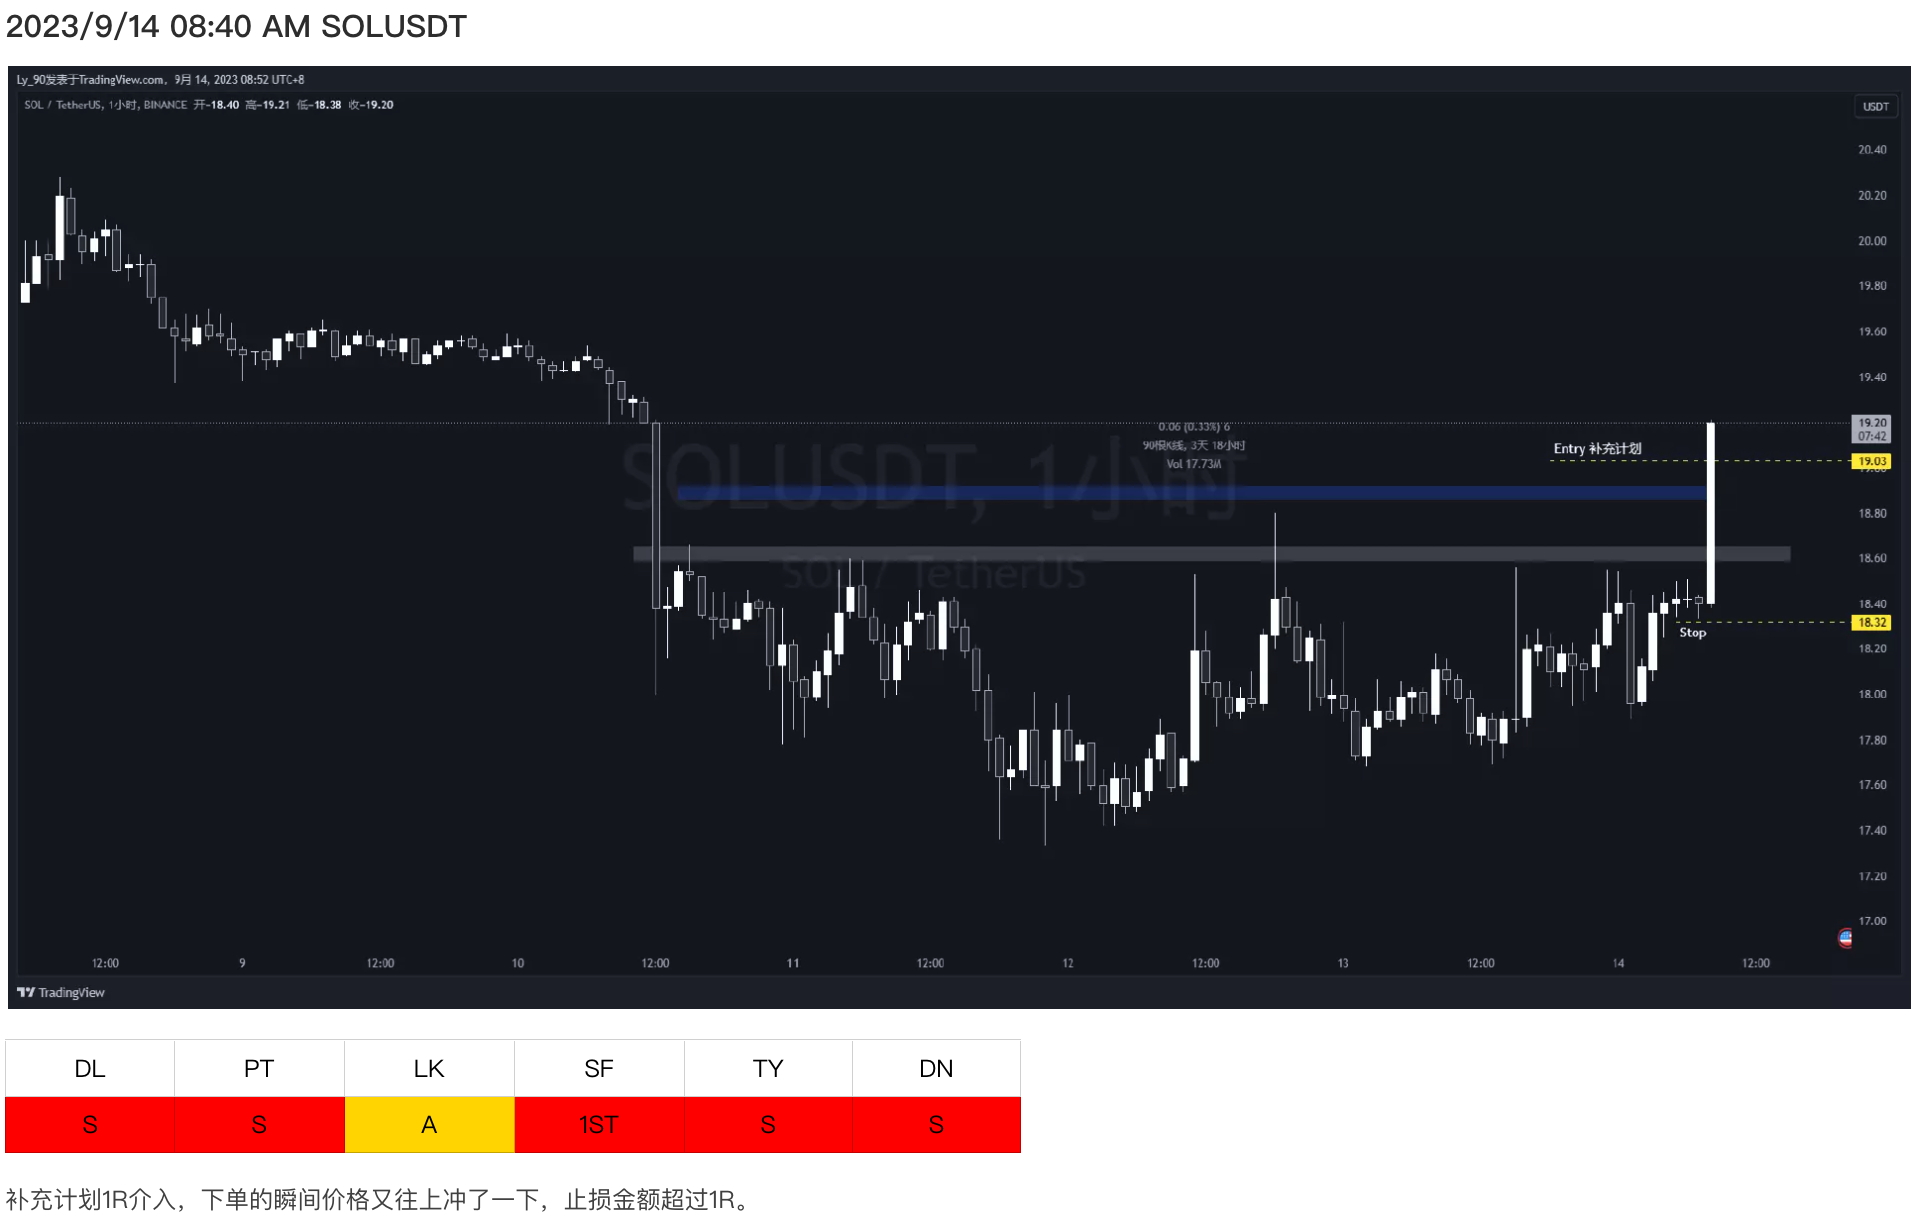 2023/9/14 08:40 AM SOLUSDT
Ly_90发表于TradingView.com, 9月 14, 2023 08:52 UTC+8
SOL / TetherUS, 1小时, BINANCE 开=18.40 高=19.21 低=18.38 收=19.20
USDT
20.40
20.20
20.00
19.80
19.60
19.40
19.20
07:42
0.06 (0.33%) 6
90根K线, 3天 18小时
Vol 17.73M
Entry 补充计划
19.03
SOLUSDT, 1小时
18.80
18.60
SOL / TetherUS
18.40
18.32
Stop
18.20
18.00
17.80
17.60
17.40
17.20
17.00
12:00 9 12:00 10 12:00 11 12:00 12 12:00 13 12:00 14 12:00
TradingView
DL PT LK SF TY DN
S S A 1ST S S
补充计划1R介入，下单的瞬间价格又往上冲了一下，止损金额超过1R。